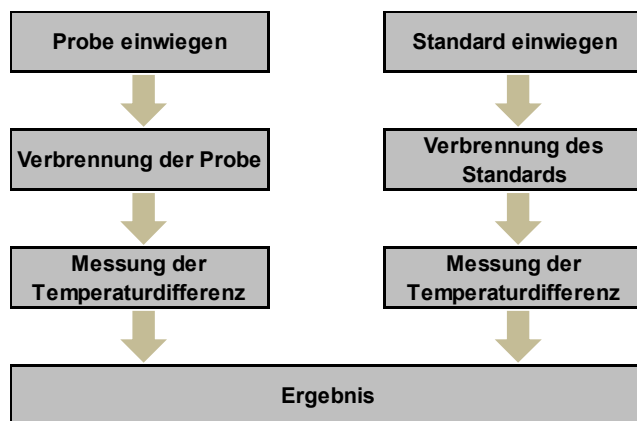 Probe einwiegen
Standard einwiegen
Verbrennung der Probe
Verbrennung des
Standards
Messung der
Temperaturdifferenz
Messung der
Temperaturdifferenz
Ergebnis